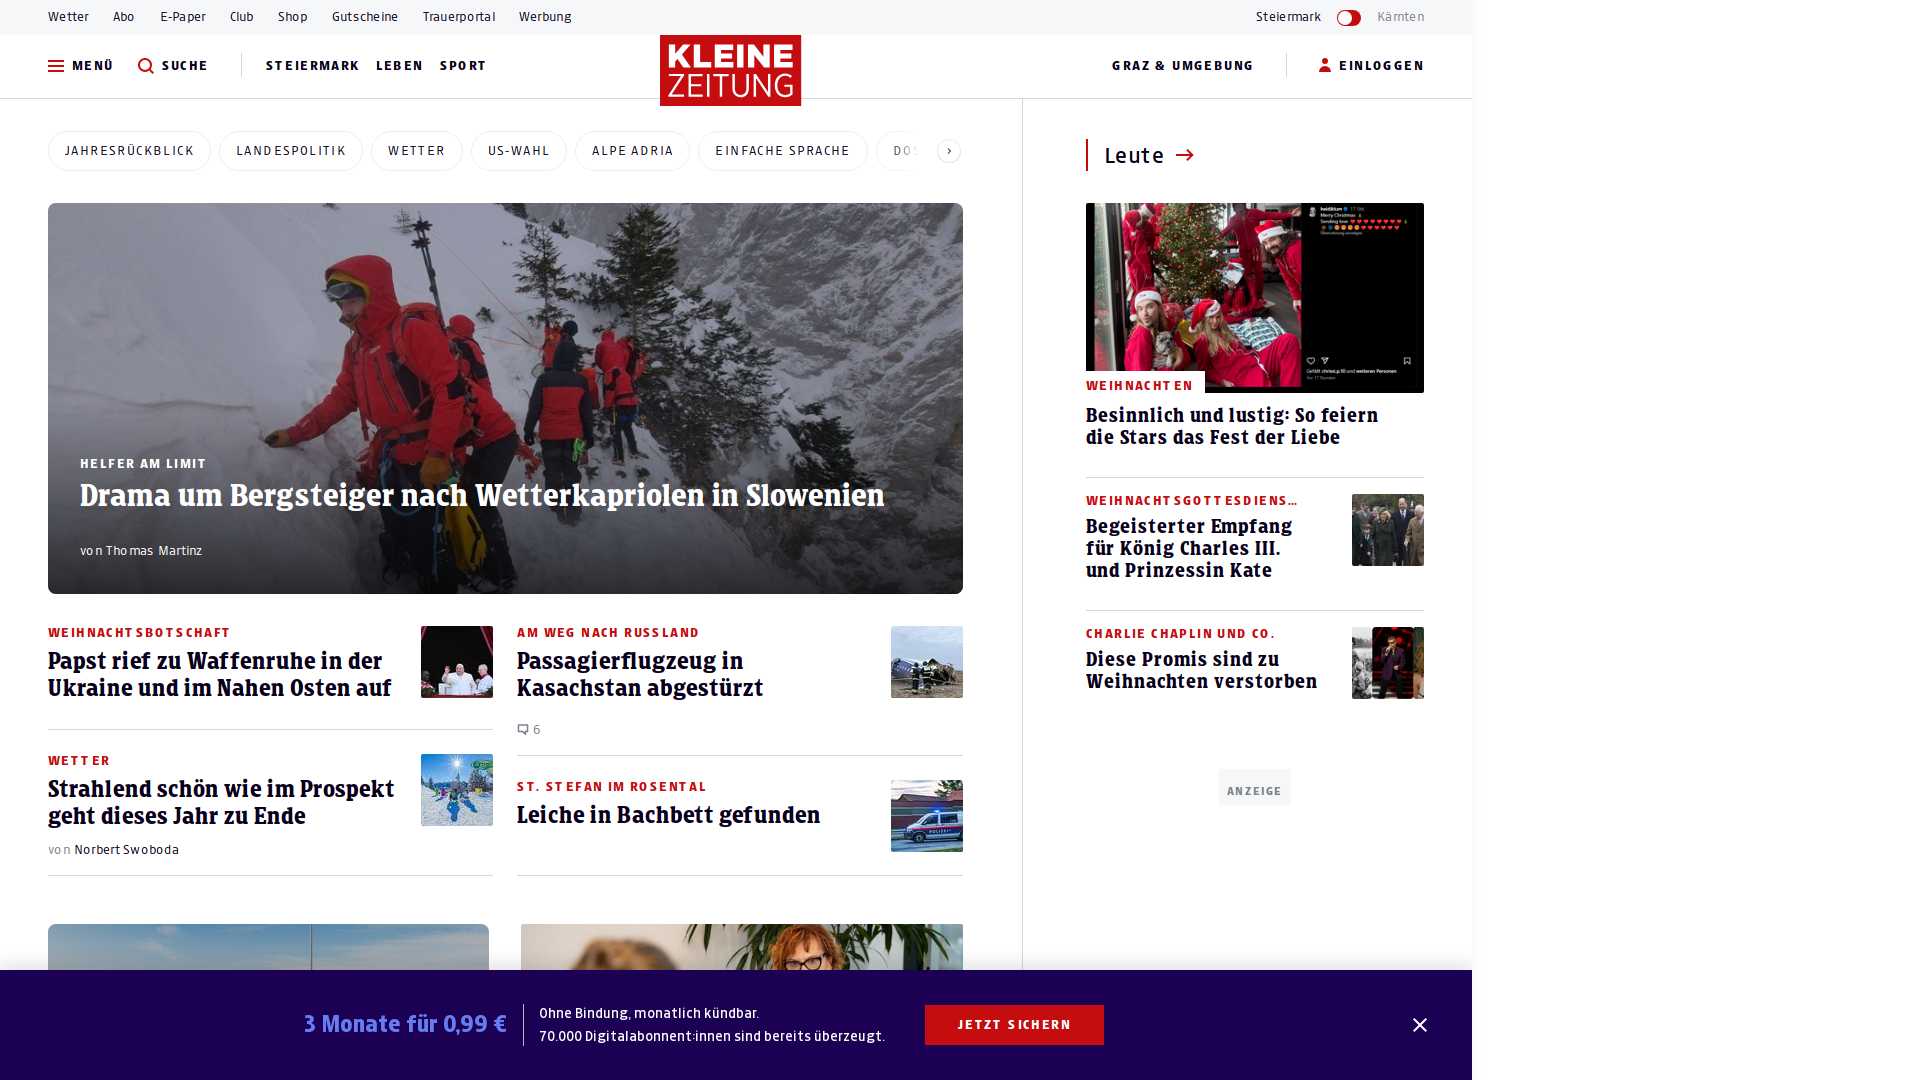 Wetter Abo E-Paper Club Shop Gutscheine Trauerportal Werbung Steiermark Kärnten
MENÜ SUCHE STEIERMARK LEBEN SPORT KLEINE ZEITUNG GRAZ & UMGEBUNG EINLOGGEN
JAHRESRÜCKBLICK LANDESPOLITIK WETTER US-WAHL ALPE ADRIA EINFACHE SPRACHE
HELFER AM LIMIT
Drama um Bergsteiger nach Wetterkapriolen in Slowenien
von Thomas Martinz
WEIHNACHTSBOTSCHAFT
Papst rief zu Waffenruhe in der
Ukraine und im Nahen Osten auf
AM WEG NACH RUSSLAND
Passagierflugzeug in
Kasachstan abgestürzt
6
WETTER
Strahlend schön wie im Prospekt
geht dieses Jahr zu Ende
von Norbert Swoboda
ST. STEFAN IM ROSENTAL
Leiche in Bachbett gefunden
POLIZEI
Leute
Merry Christmas
WEIHNACHTEN
Besinnlich und lustig: So feiern
die Stars das Fest der Liebe
WEIHNACHTSGOTTESDIENS...
Begeisterter Empfang
für König Charles III.
und Prinzessin Kate
CHARLIE CHAPLIN UND CO.
Diese Promis sind zu
Weihnachten verstorben
ANZEIGE
3 Monate für 0,99 €
Ohne Bindung, monatlich kündbar.
70.000 Digitalabonnent:innen sind bereits überzeugt.
JETZT SICHERN